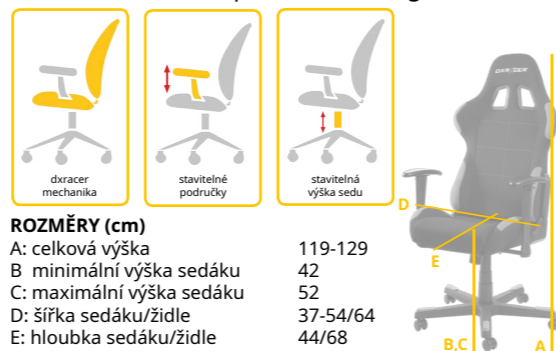 DXRACER
dxracer
mechanika
stavitelné
područky
stavitelná
výška sedu
ROZMĚRY (cm)
A: celková výška 119-129
B minimální výška sedáku 42
C: maximální výška sedáku 52
D: šířka sedáku/židle 37-54/64
E: hloubka sedáku/židle 44/68
D
E
B,C
A